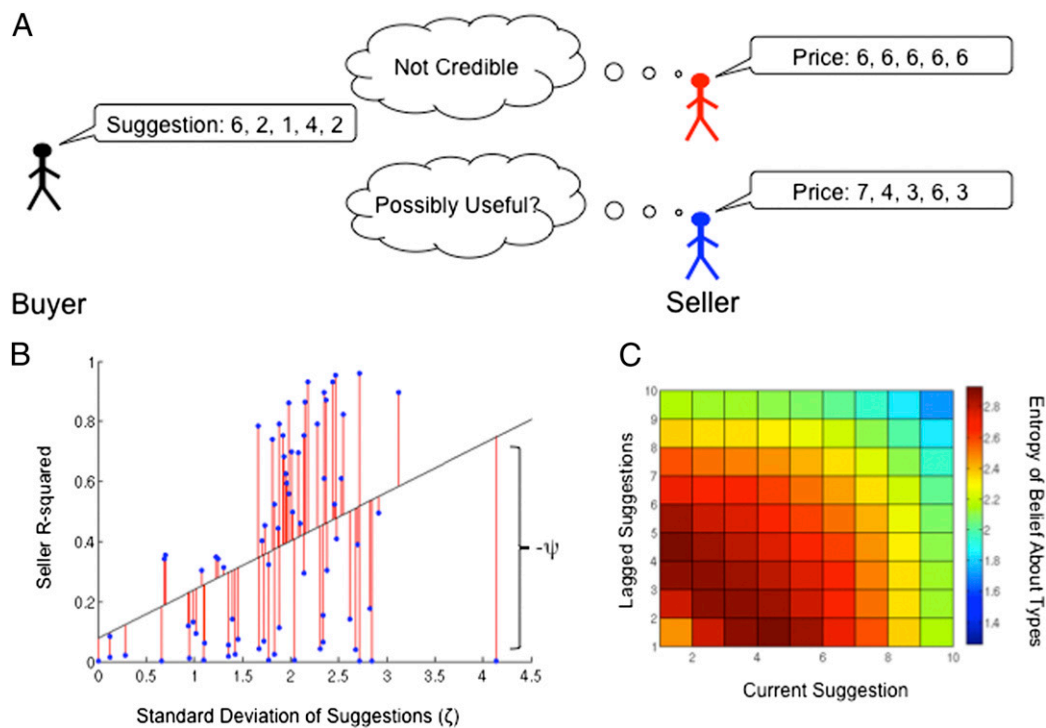 A
Not Credible
Price: 6, 6, 6, 6, 6
Suggestion: 6, 2, 1, 4, 2
Possibly Useful?
Price: 7, 4, 3, 6, 3
Buyer
Seller
B
Seller R-squared
1
0.8
0.6
0.4
0.2
0
0 0.5 1 1.5 2 2.5 3 3.5 4 4.5
-ψ
Standard Deviation of Suggestions (ζ)
C
Lagged Suggestions
10
9
8
7
6
5
4
3
2
1
2 4 6 8 10
Current Suggestion
2.8
2.6
2.4
2.2
2
1.8
1.6
1.4
Entropy of Belief About Types